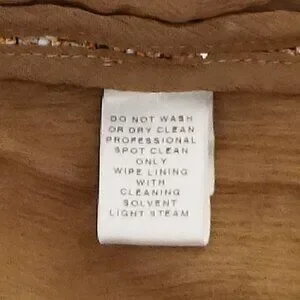 DO NOT WASH
OR DRY CLEAN
PROFESSIONAL
SPOT CLEAN
ONLY
WIPE LINING
WITH
CLEANING
SOLVENT
LIGHT STEAM